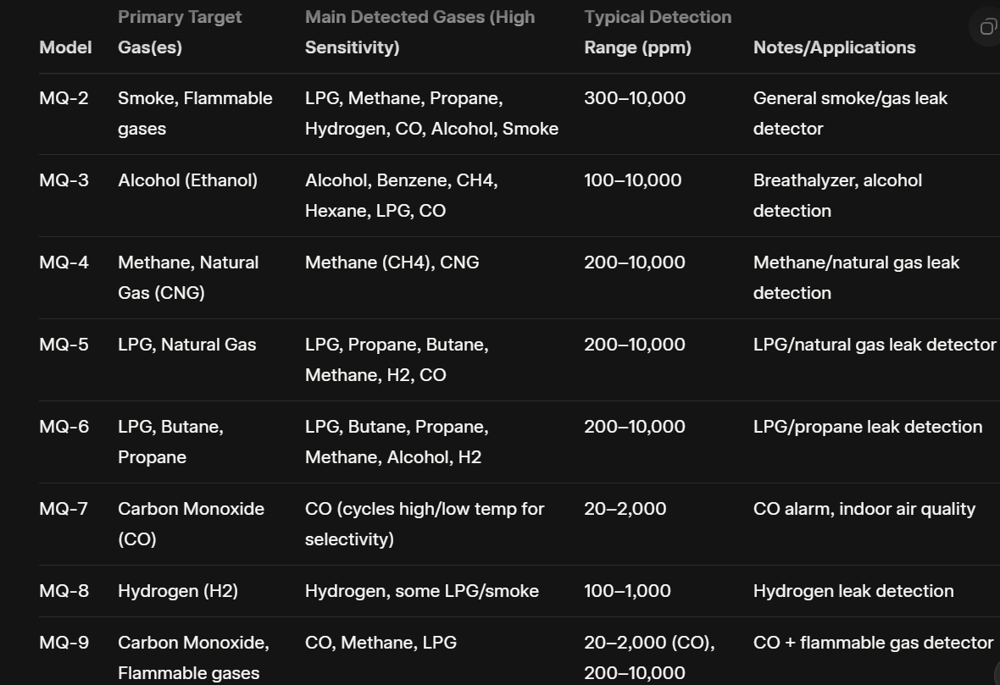 Model Primary Target Gas(es) Main Detected Gases (High Sensitivity) Typical Detection Range (ppm) Notes/Applications
MQ-2 Smoke, Flammable gases LPG, Methane, Propane, Hydrogen, CO, Alcohol, Smoke 300–10,000 General smoke/gas leak detector
MQ-3 Alcohol (Ethanol) Alcohol, Benzene, CH4, Hexane, LPG, CO 100–10,000 Breathalyzer, alcohol detection
MQ-4 Methane, Natural Gas (CNG) Methane (CH4), CNG 200–10,000 Methane/natural gas leak detection
MQ-5 LPG, Natural Gas LPG, Propane, Butane, Methane, H2, CO 200–10,000 LPG/natural gas leak detector
MQ-6 LPG, Butane, Propane LPG, Butane, Propane, Methane, Alcohol, H2 200–10,000 LPG/propane leak detection
MQ-7 Carbon Monoxide (CO) CO (cycles high/low temp for selectivity) 20–2,000 CO alarm, indoor air quality
MQ-8 Hydrogen (H2) Hydrogen, some LPG/smoke 100–1,000 Hydrogen leak detection
MQ-9 Carbon Monoxide, Flammable gases CO, Methane, LPG 20–2,000 (CO), 200–10,000 CO + flammable gas detector